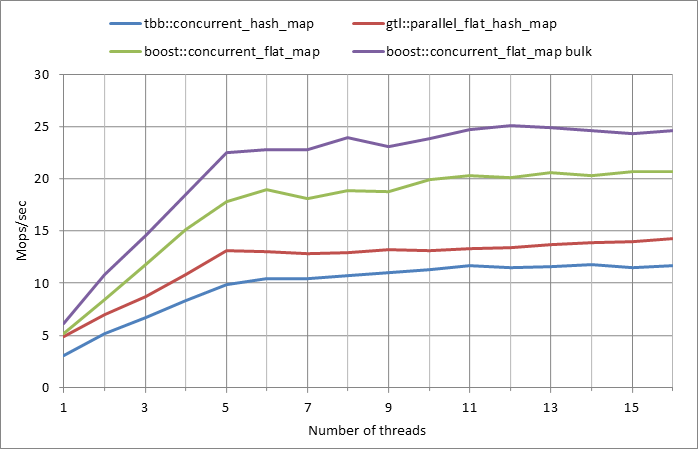 tbb::concurrent_hash_map gtl::parallel_flat_hash_map
boost::concurrent_flat_map boost::concurrent_flat_map bulk
30
25
20
15
10
5
0
Mops/sec
1 3 5 7 9 11 13 15
Number of threads